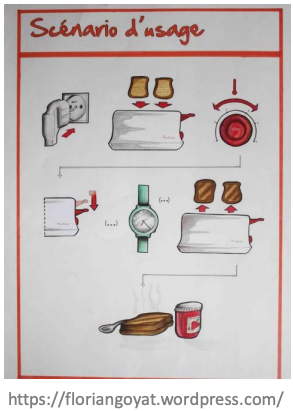 Scénario d'usage
(...)
(...)
https://floriangoyat.wordpress.com/